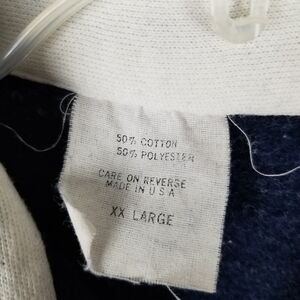 50% COTTON
50% POLYESTER
CARE ON REVERSE
MADE IN U S A
XX LARGE